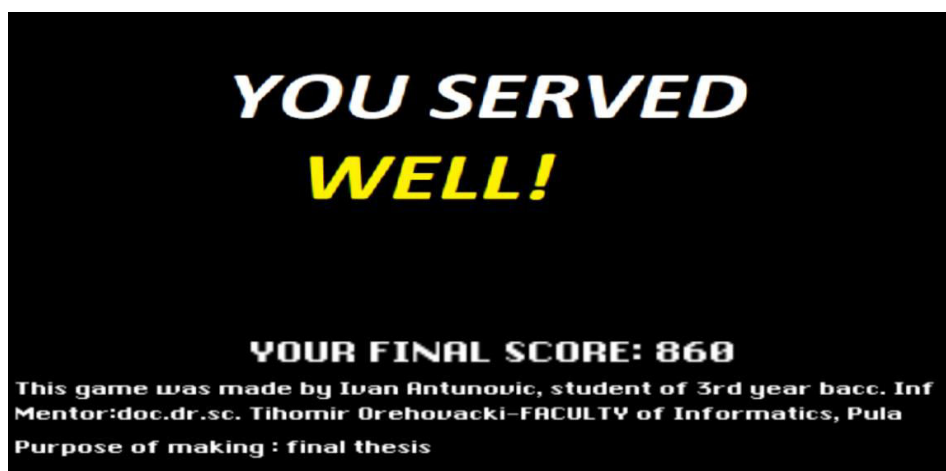 YOU SERVED
WELL!
YOUR FINAL SCORE: 860
This game was made by Ivan Antunovic, student of 3rd year bacc. Inf
Mentor:doc.dr.sc. Tihomir Orehovacki-FACULTY of Informatics, Pula
Purpose of making : final thesis